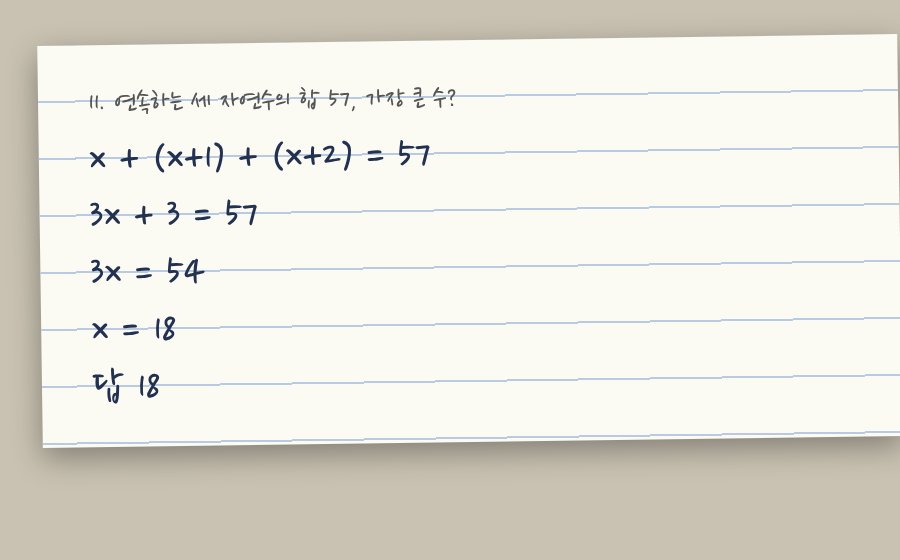 11. 연속하는 세 자연수의 합 57, 가장 큰 수?
x + (x+1) + (x+2) = 57
3x + 3 = 57
3x = 54
x = 18
답 18